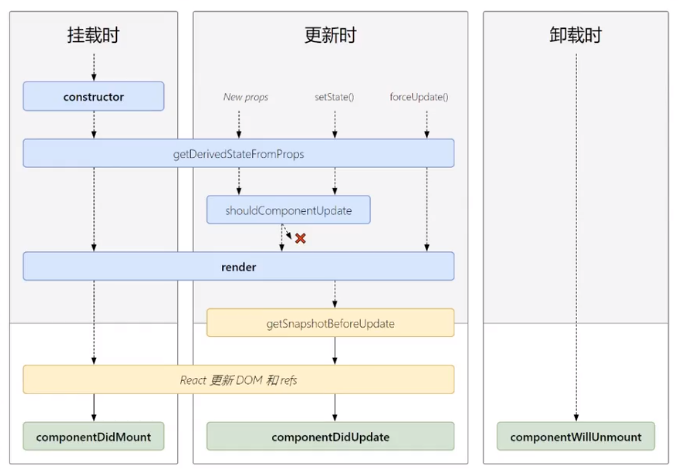 挂载时
更新时
卸载时
constructor
New props
setState()
forceUpdate()
getDerivedStateFromProps
shouldComponentUpdate
render
getSnapshotBeforeUpdate
React 更新 DOM 和 refs
componentDidMount
componentDidUpdate
componentWillUnmount